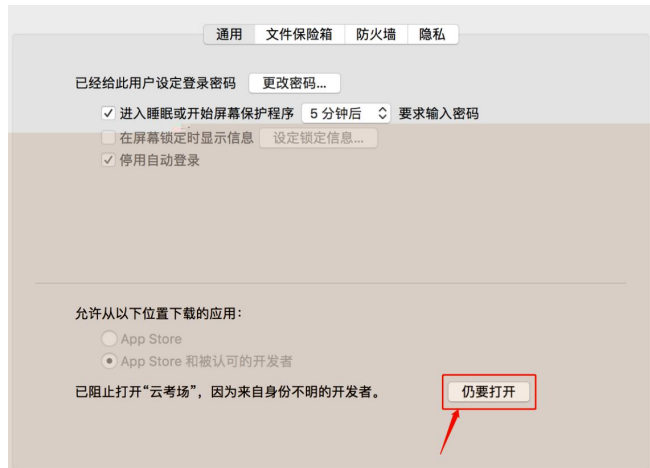 通用 文件保险箱 防火墙 隐私
已经给此用户设定登录密码 更改密码...
进入睡眠或开始屏幕保护程序 5 分钟后 要求输入密码
在屏幕锁定时显示信息 设定锁定信息...
停用自动登录
允许从以下位置下载的应用：
App Store
App Store 和被认可的开发者
已阻止打开“云考场”，因为来自身份不明的开发者。 仍要打开